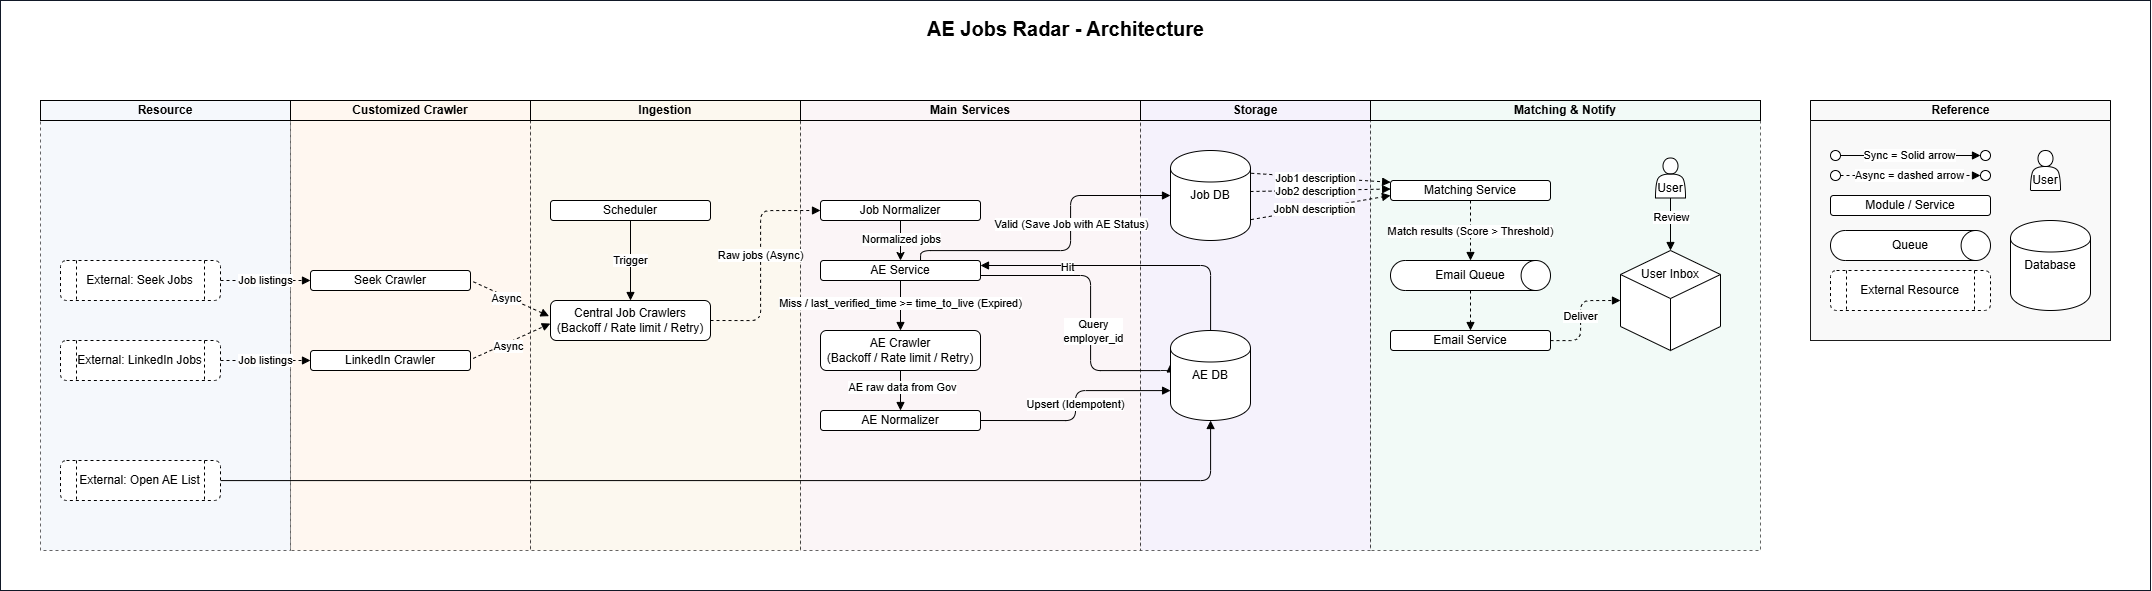 AE Jobs Radar - Architecture
Resource
Customized Crawler
Ingestion
Main Services
Storage
Matching & Notify
External: Seek Jobs
Job listings
External: LinkedIn Jobs
Job listings
External: Open AE List
Seek Crawler
Async
LinkedIn Crawler
Async
Scheduler
Trigger
Central Job Crawlers
(Backoff / Rate limit / Retry)
Raw jobs (Async)
Job Normalizer
Normalized jobs
Valid (Save Job with AE Status)
AE Service
Hit
Miss / last_verified_time >= time_to_live (Expired)
Query
employer_id
AE Crawler
(Backoff / Rate limit / Retry)
AE raw data from Gov
AE Normalizer
Upsert (Idempotent)
Job DB
AE DB
Job1 description
Job2 description
JobN description
Matching Service
Match results (Score > Threshold)
Email Queue
Email Service
Deliver
User
Review
User Inbox
Reference
Sync = Solid arrow
Async = dashed arrow
User
Module / Service
Queue
Database
External Resource